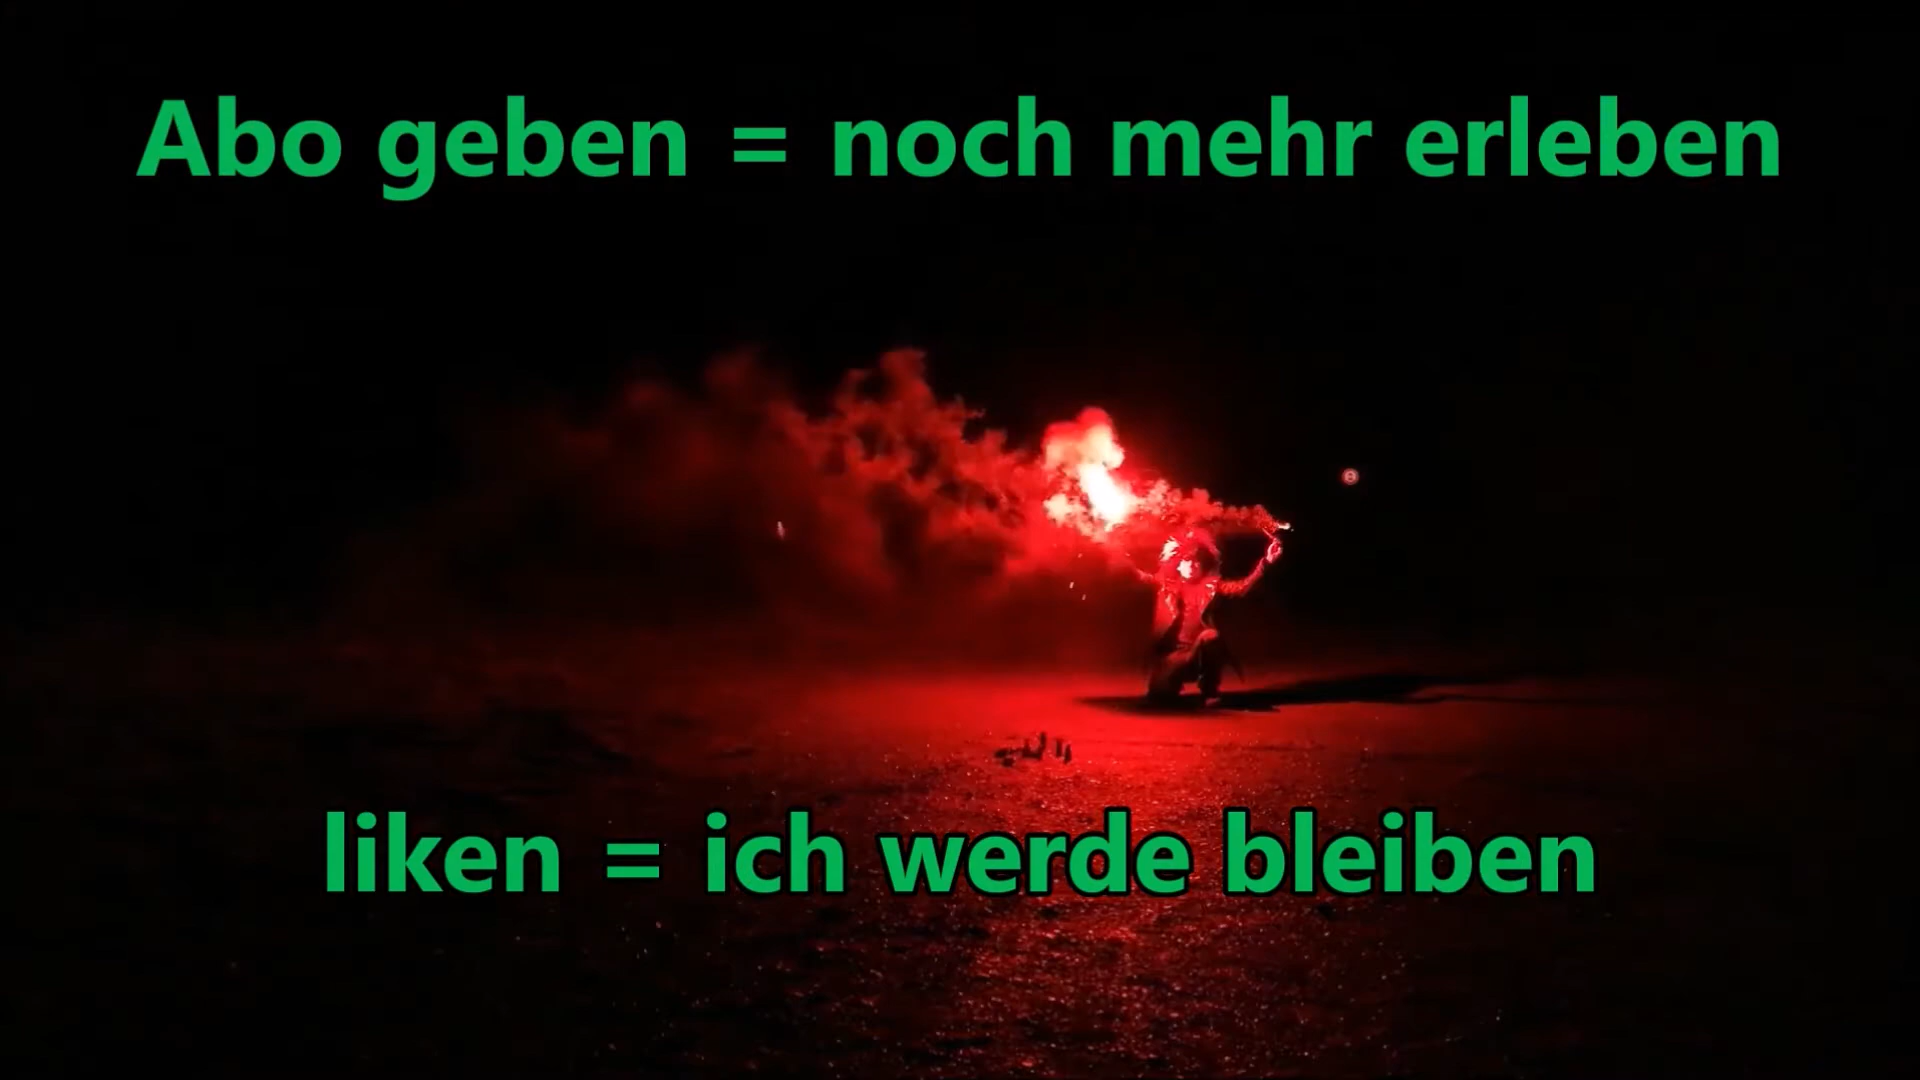 Abo geben = noch mehr erleben
liken = ich werde bleiben